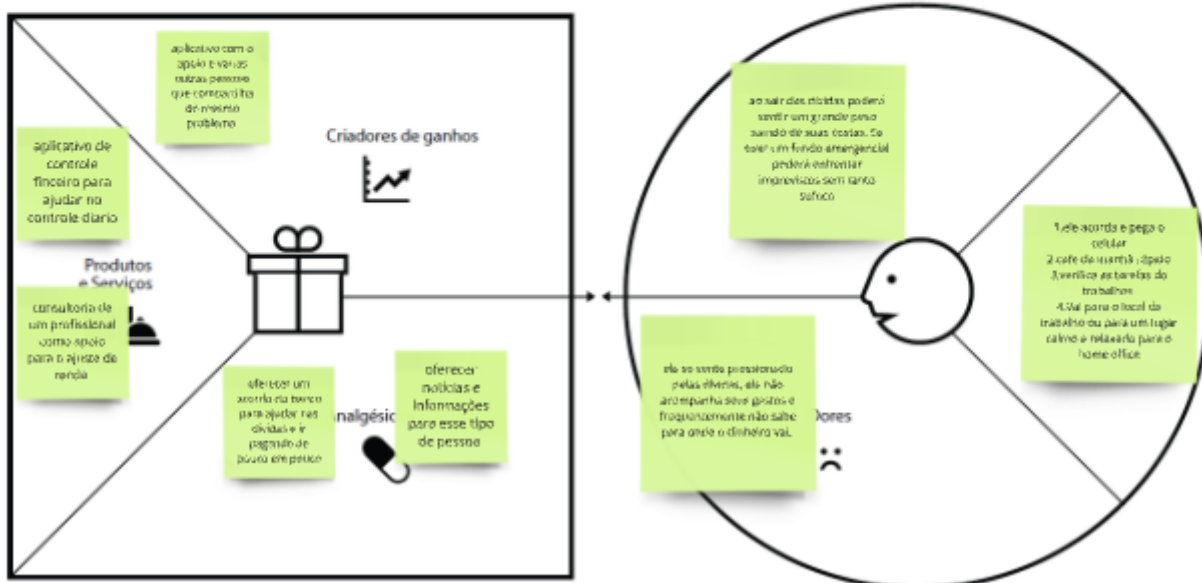 aplicativo com o
apoio e varias
outras pessoas
que compartilha
do mesmo
problema
Criadores de ganhos
aplicativo de
controle
finceiro para
ajudar no
controle diario
Produtos
e Serviços
consultoria de
um profissional
como apoio
para o ajuste de
renda
oferecer um
acordo do banco
para ajudar nas
dividas e ir
pagando de
pouco em pouco
oferecer
noticias e
informações
para esse tipo
de pessoa
ao sair das dividas poderá
sentir um grande peso
saindo de suas costas. Se
tiver um fundo emergencial
poderá enfrentar
imprevistos sem tanto
sufoco
1.ele acorda e pega o
celular
2.cafe da manhã rápido
3.verifica as tarefas do
trabalhos
4.Vai para o local de
trabalho ou para um lugar
calmo e relaxado para o
home office
ele se sente pressionado
pelas dividas, ele não
acompanha seus gastos e
frequentemente não sabe
para onde o dinheiro vai.
Dores